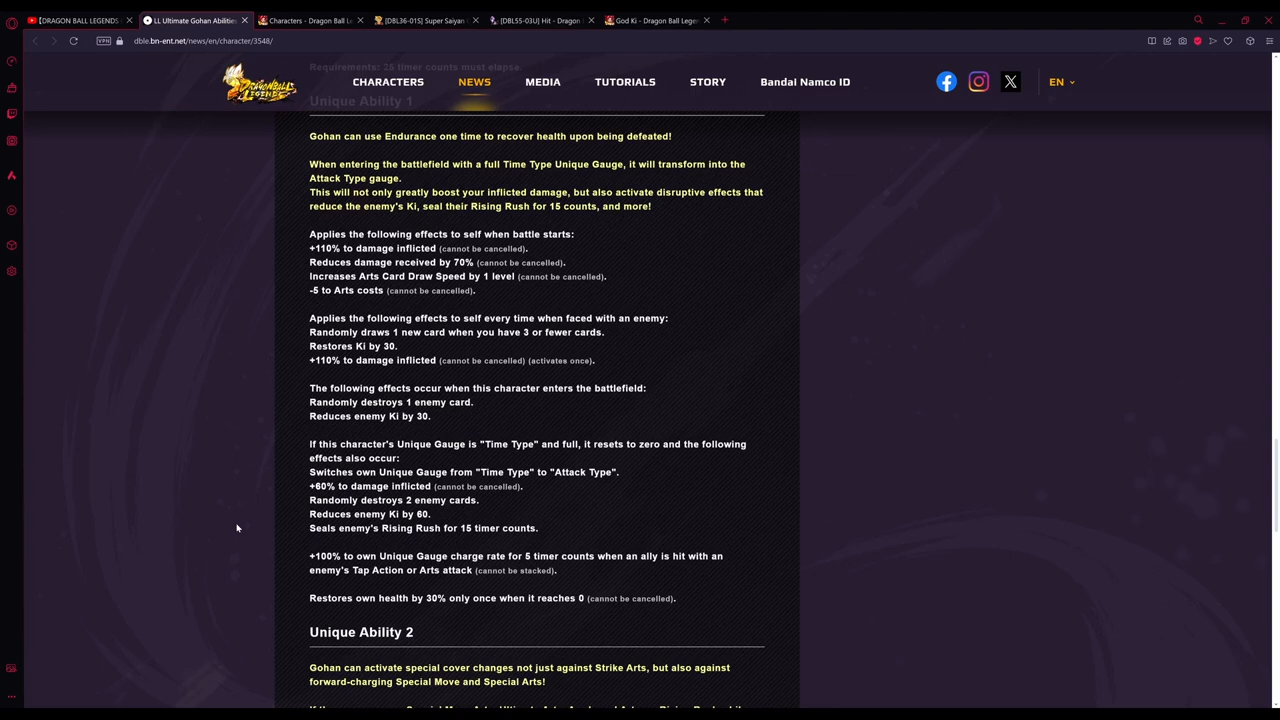 【DRAGON BALL LEGENDS
LL Ultimate Gohan Abilities
Characters - Dragon Ball Le
[DBL36-01S] Super Saiyan
[DBL55-03U] Hit - Dragon
God Ki - Dragon Ball Legen
VPN
dble.bn-ent.net/news/en/character/3548/
Requirements: 25 timer counts must elapse.
DRAGONBALL LEGENDS
CHARACTERS
NEWS
MEDIA
TUTORIALS
STORY
Bandai Namco ID
EN
Unique Ability 1
Gohan can use Endurance one time to recover health upon being defeated!
When entering the battlefield with a full Time Type Unique Gauge, it will transform into the
Attack Type gauge.
This will not only greatly boost your inflicted damage, but also activate disruptive effects that
reduce the enemy's Ki, seal their Rising Rush for 15 counts, and more!
Applies the following effects to self when battle starts:
+110% to damage inflicted (cannot be cancelled).
Reduces damage received by 70% (cannot be cancelled).
Increases Arts Card Draw Speed by 1 level (cannot be cancelled).
-5 to Arts costs (cannot be cancelled).
Applies the following effects to self every time when faced with an enemy:
Randomly draws 1 new card when you have 3 or fewer cards.
Restores Ki by 30.
+110% to damage inflicted (cannot be cancelled) (activates once).
The following effects occur when this character enters the battlefield:
Randomly destroys 1 enemy card.
Reduces enemy Ki by 30.
If this character's Unique Gauge is "Time Type" and full, it resets to zero and the following
effects also occur:
Switches own Unique Gauge from "Time Type" to "Attack Type".
+60% to damage inflicted (cannot be cancelled).
Randomly destroys 2 enemy cards.
Reduces enemy Ki by 60.
Seals enemy's Rising Rush for 15 timer counts.
+100% to own Unique Gauge charge rate for 5 timer counts when an ally is hit with an
enemy's Tap Action or Arts attack (cannot be stacked).
Restores own health by 30% only once when it reaches 0 (cannot be cancelled).
Unique Ability 2
Gohan can activate special cover changes not just against Strike Arts, but also against
forward-charging Special Move and Special Arts!